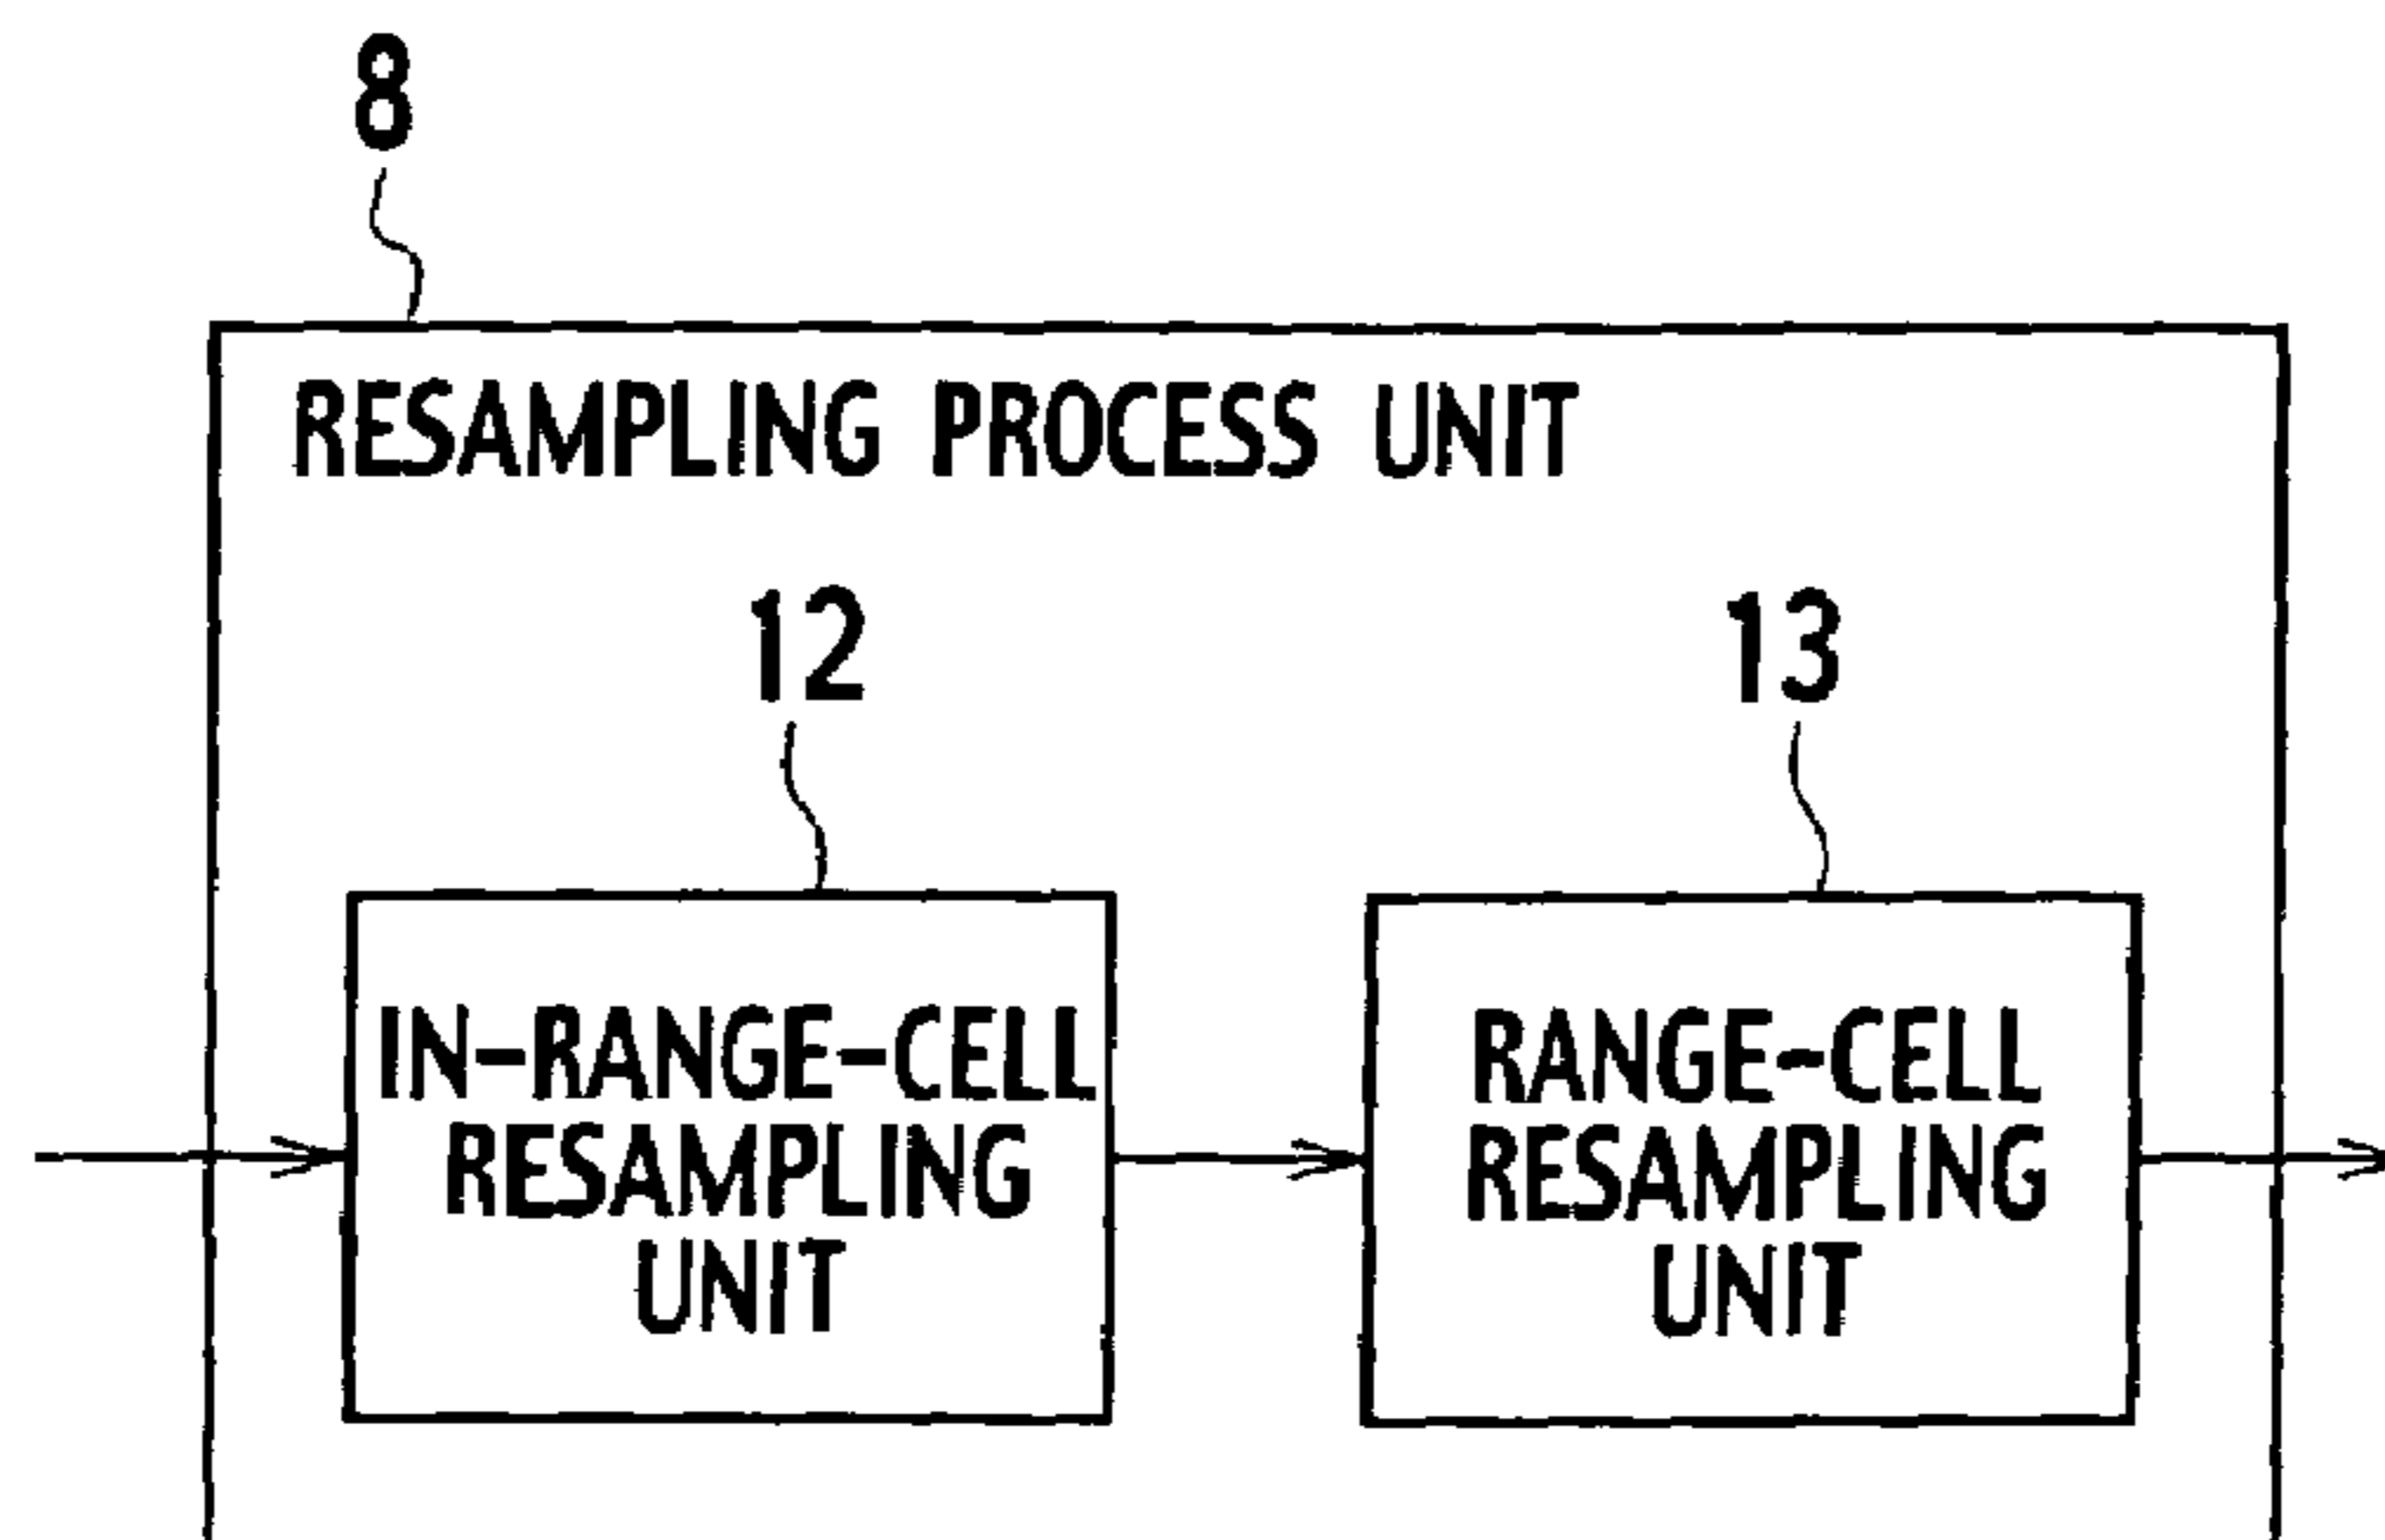 8
RESAMPLING PROCESS UNIT
12
13
IN-RANGE-CELL
RESAMPLING
UNIT
RANGE-CELL
RESAMPLING
UNIT